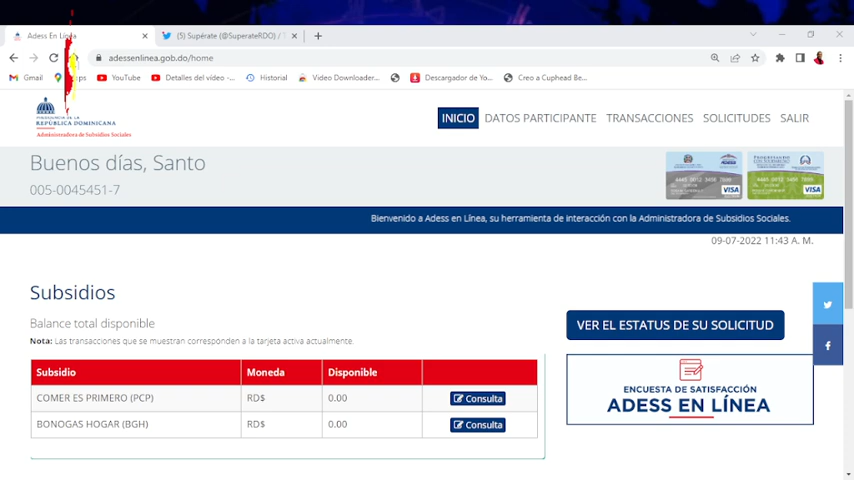 Adess En Línea
(5) Supérate (@SuperateRDO) / T
adessenlinea.gob.do/home
Gmail
YouTube
Detalles del vídeo -...
Historial
Video Downloader...
Descargador de Yo...
Creo a Cuphead Be...
PRESIDENCIA DE LA
REPÚBLICA DOMINICANA
Administradora de Subsidios Sociales
INICIO DATOS PARTICIPANTE TRANSACCIONES SOLICITUDES SALIR
Buenos días, Santo
005-0045451-7
VISA
VISA
Bienvenido a Adess en Línea, su herramienta de interacción con la Administradora de Subsidios Sociales.
09-07-2022 11:43 A. M.
Subsidios
Balance total disponible
Nota: Las transacciones que se muestran corresponden a la tarjeta activa actualmente.
Subsidio Moneda Disponible
COMER ES PRIMERO (PCP) RD$ 0.00 Consulta
BONOGAS HOGAR (BGH) RD$ 0.00 Consulta
VER EL ESTATUS DE SU SOLICITUD
ENCUESTA DE SATISFACCIÓN
ADESS EN LÍNEA